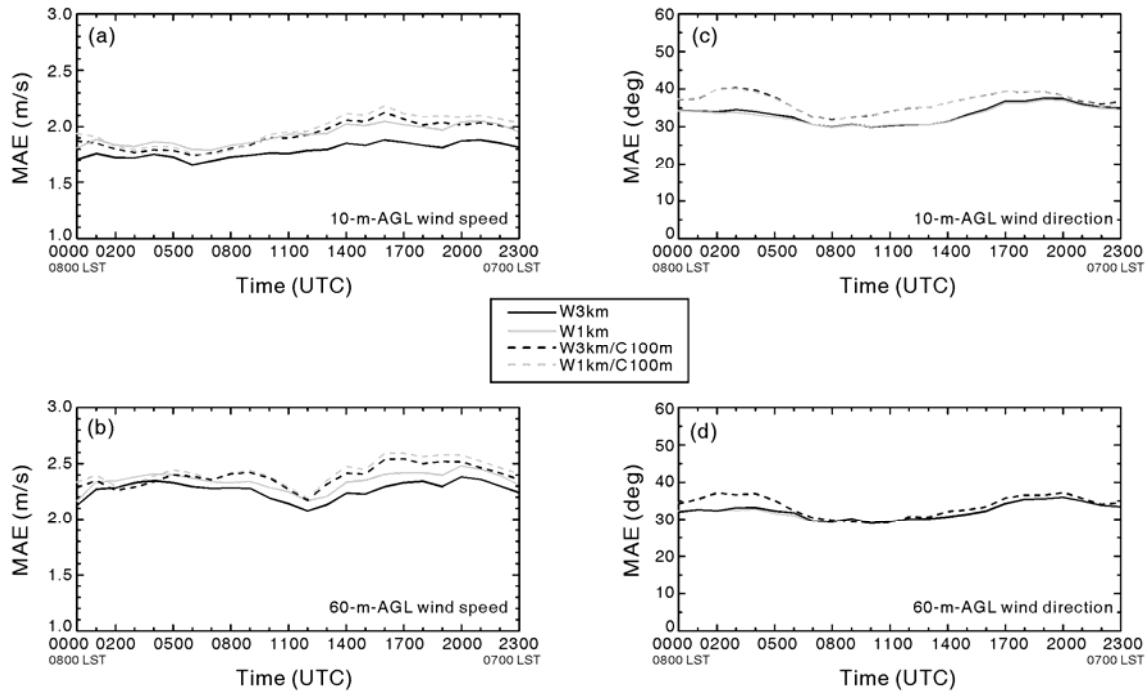 (a)
3.0
2.5
2.0
1.5
1.0
MAE (m/s)
10-m-AGL wind speed
0000 0200 0500 0800 1100 1400 1700 2000 2300
0800 LST
0700 LST
Time (UTC)
(c)
60
50
40
30
20
10
0
MAE (deg)
10-m-AGL wind direction
0000 0200 0500 0800 1100 1400 1700 2000 2300
0800 LST
0700 LST
Time (UTC)
W3km
W1km
W3km/C100m
W1km/C100m
(b)
3.0
2.5
2.0
1.5
1.0
MAE (m/s)
60-m-AGL wind speed
0000 0200 0500 0800 1100 1400 1700 2000 2300
0800 LST
0700 LST
Time (UTC)
(d)
60
50
40
30
20
10
0
MAE (deg)
60-m-AGL wind direction
0000 0200 0500 0800 1100 1400 1700 2000 2300
0800 LST
0700 LST
Time (UTC)